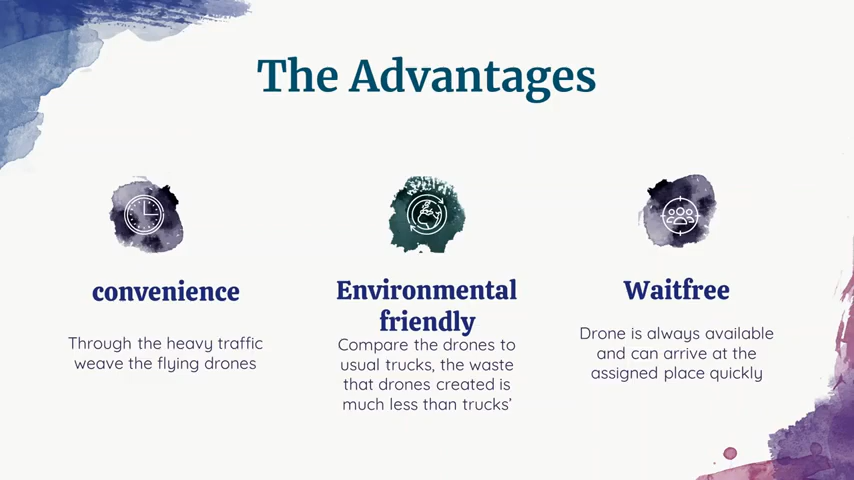 The Advantages
convenience
Through the heavy traffic
weave the flying drones
Environmental
friendly
Compare the drones to
usual trucks, the waste
that drones created is
much less than trucks’
Waitfree
Drone is always available
and can arrive at the
assigned place quickly